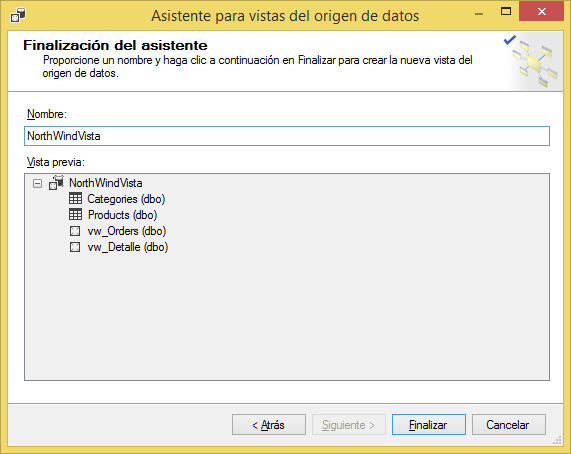 Asistente para vistas del origen de datos
Finalización del asistente
Proporcione un nombre y haga clic a continuación en Finalizar para crear la nueva vista del
origen de datos.
Nombre:
NorthWindVista
Vista previa:
NorthWindVista
Categories (dbo)
Products (dbo)
vw_Orders (dbo)
vw_Detalle (dbo)
< Atrás
Siguiente >
Finalizar
Cancelar